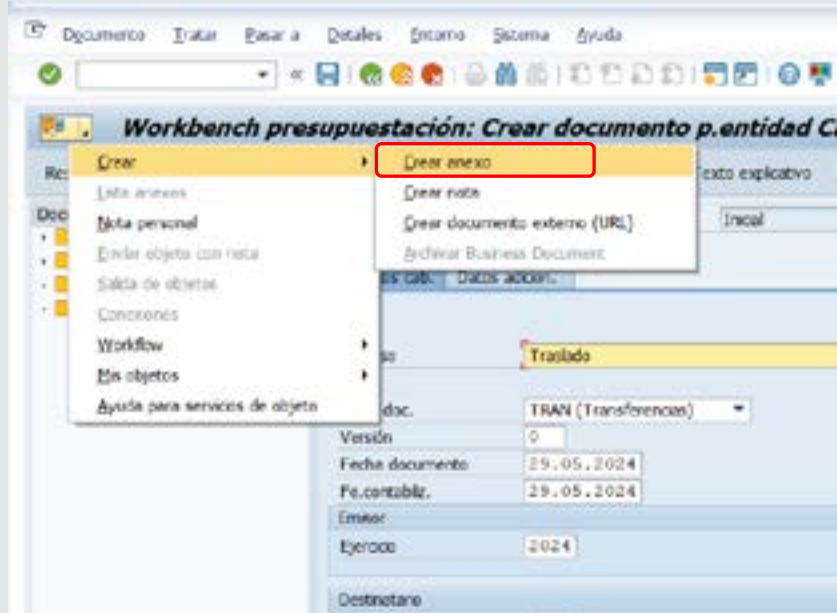 Documento Tratar Pasar a Detalles Entorno Sistema Ayuda
Workbench presupuestación: Crear documento p.entidad
Crear
Crear anexo
exto explicativo
Lista anexos
Crear nota
Nota personal
Crear documento externo (URL)
Inicial
Enviar objeto con nota
Archivar Business Document
Salida de objetos
cab. Datos adicion.
Conexiones
Workflow
Traslado
Mis objetos
Ayuda para servicios de objeto
doc. TRAN (Transferencias)
Versión 0
Fecha documento 29.05.2024
Fe.contabiliz. 29.05.2024
Emisor
Ejercicio 2024
Destinatario